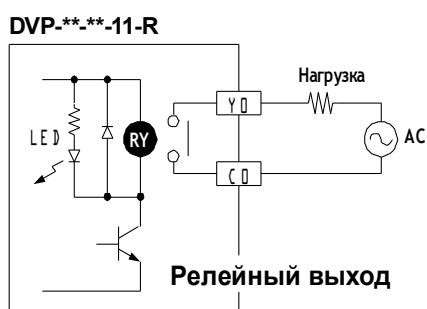 DVP-**-**-11-R
Нагрузка
Y0
LED
RY
AC
C0
Релейный выход